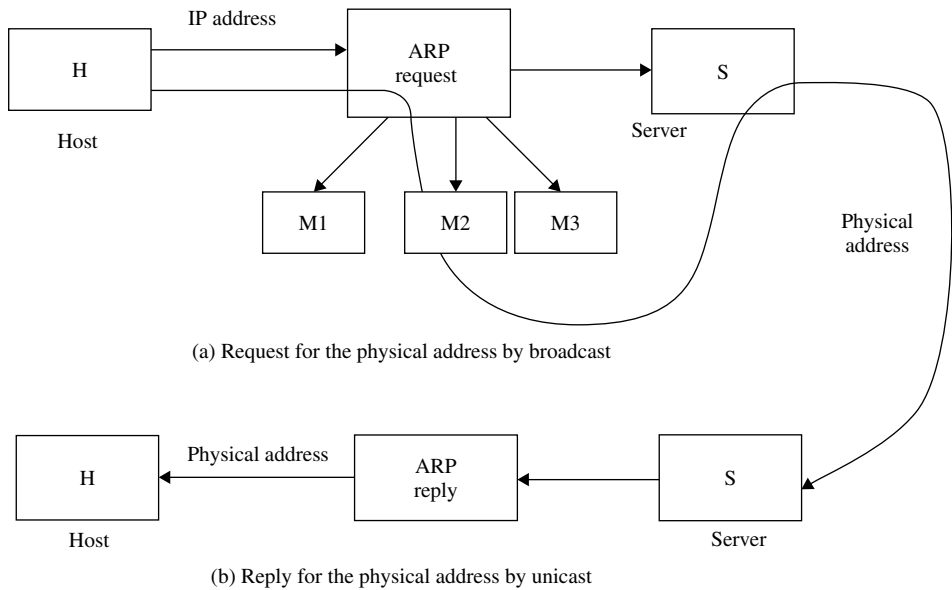 IP address
H
ARP
request
S
Host
Server
M1
M2
M3
Physical
address
(a) Request for the physical address by broadcast
H
Physical address
ARP
reply
S
Host
Server
(b) Reply for the physical address by unicast